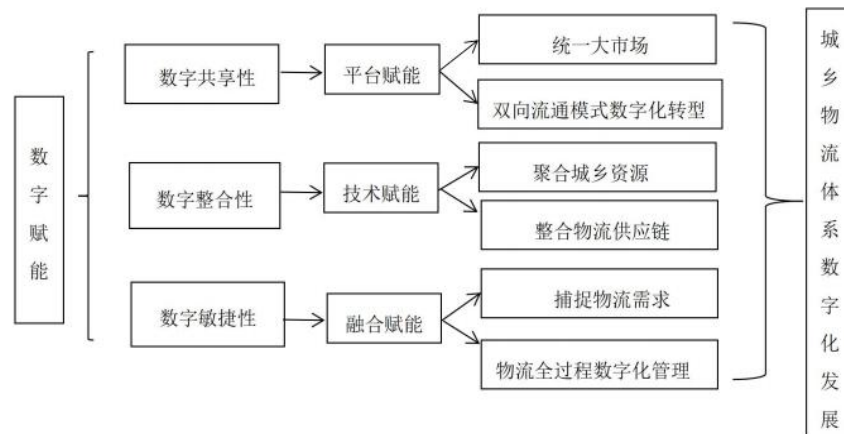 数字赋能
数字共享性
平台赋能
统一大市场
双向流通模式数字化转型
数字整合性
技术赋能
聚合城乡资源
整合物流供应链
数字敏捷性
融合赋能
捕捉物流需求
物流全过程数字化管理
城乡物流体系数字化发展